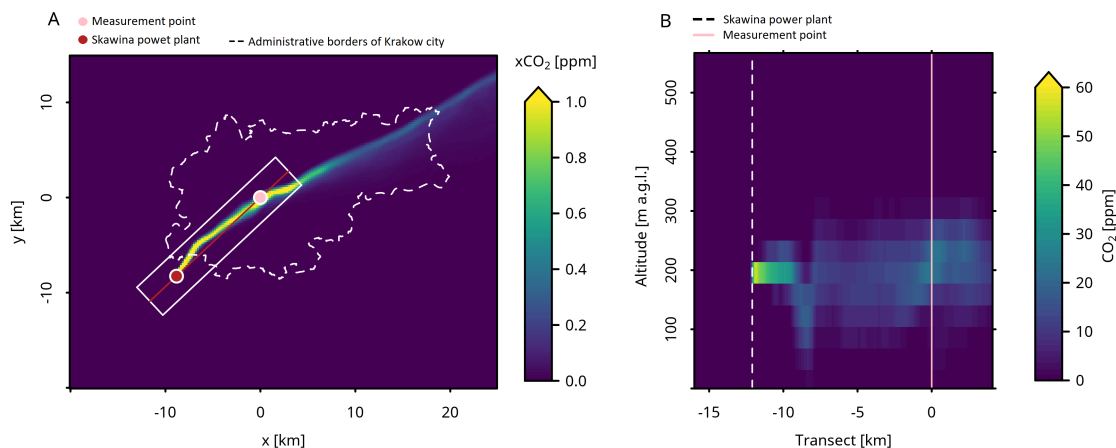 A
Measurement point
Skawina powet plant
Administrative borders of Krakow city
xCO₂ [ppm]
1.0
0.8
0.6
0.4
0.2
0.0
10
0
-10
y [km]
-10
0
10
20
x [km]
B
Skawina power plant
Measurement point
500
400
300
200
100
Altitude [m a.g.l.]
-15
-10
-5
0
Transect [km]
60
50
40
30
20
10
0
CO₂ [ppm]